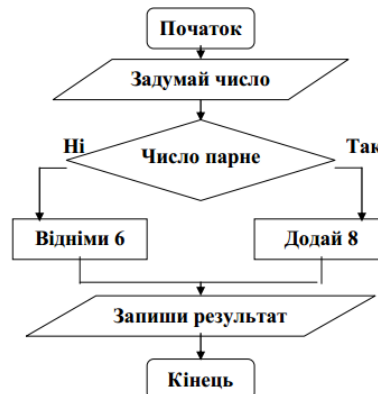 Початок
Задумай число
Ні
Так
Число парне
Відніми 6
Додай 8
Запиши результат
Кінець